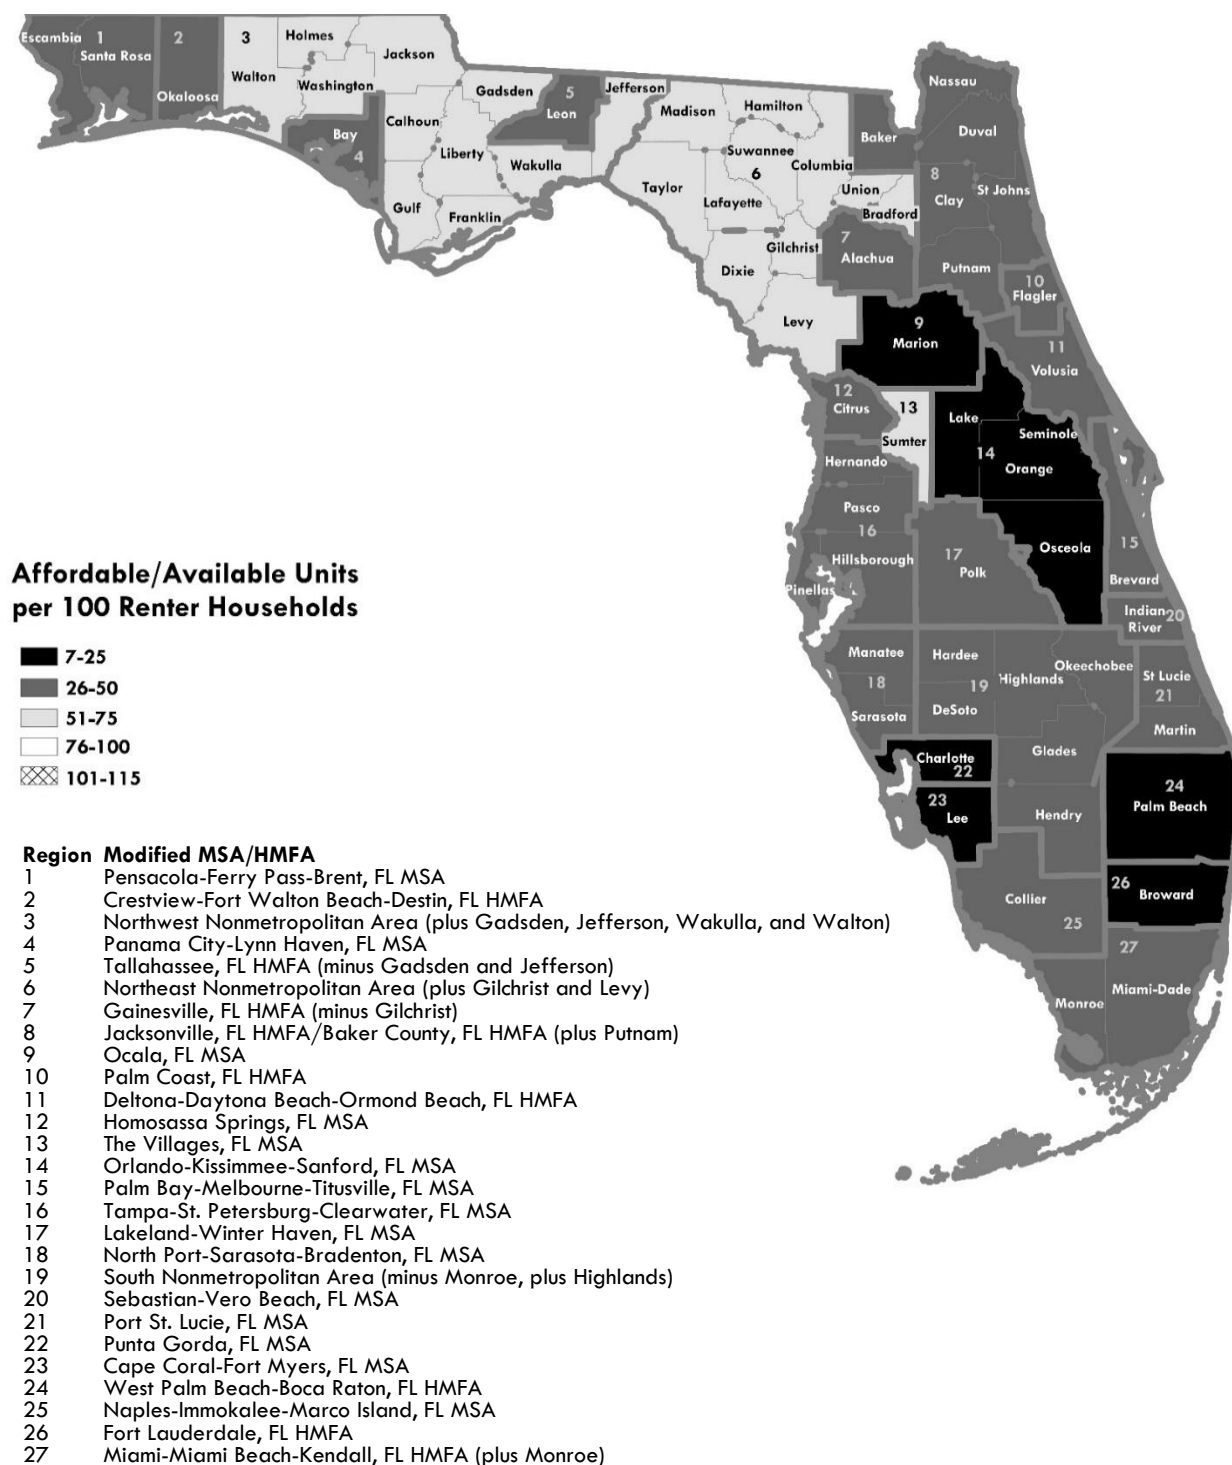 Escambia
1
Santa Rosa
2
Okaloosa
3
Walton
Holmes
Washington
Jackson
Bay
4
Calhoun
Gulf
Liberty
Franklin
Gadsden
5
Leon
Wakulla
Jefferson
Madison
Taylor
Hamilton
Suwannee
6
Lafayette
Columbia
Dixie
Gilchrist
Levy
Union
Bradford
Baker
Nassau
Duval
8
Clay
St Johns
Putnam
7
Alachua
10
Flagler
9
Marion
11
Volusia
12
Citrus
13
Sumter
Lake
Seminole
14
Orange
Osceola
Hernando
Pasco
16
Hillsborough
Pinellas
17
Polk
15
Brevard
Indian
River
20
Manatee
18
Sarasota
Hardee
19
DeSoto
Highlands
Okeechobee
St Lucie
21
Martin
Charlotte
22
Glades
23
Lee
Hendry
24
Palm Beach
Collier
25
26
Broward
27
Miami-Dade
Monroe
Affordable/Available Units
per 100 Renter Households
7-25
26-50
51-75
76-100
101-115
Region Modified MSA/HMFA
1 Pensacola-Ferry Pass-Brent, FL MSA
2 Crestview-Fort Walton Beach-Destin, FL HMFA
3 Northwest Nonmetropolitan Area (plus Gadsden, Jefferson, Wakulla, and Walton)
4 Panama City-Lynn Haven, FL MSA
5 Tallahassee, FL HMFA (minus Gadsden and Jefferson)
6 Northeast Nonmetropolitan Area (plus Gilchrist and Levy)
7 Gainesville, FL HMFA (minus Gilchrist)
8 Jacksonville, FL HMFA/Baker County, FL HMFA (plus Putnam)
9 Ocala, FL MSA
10 Palm Coast, FL HMFA
11 Deltona-Daytona Beach-Ormond Beach, FL HMFA
12 Homosassa Springs, FL MSA
13 The Villages, FL MSA
14 Orlando-Kissimmee-Sanford, FL MSA
15 Palm Bay-Melbourne-Titusville, FL MSA
16 Tampa-St. Petersburg-Clearwater, FL MSA
17 Lakeland-Winter Haven, FL MSA
18 North Port-Sarasota-Bradenton, FL MSA
19 South Nonmetropolitan Area (minus Monroe, plus Highlands)
20 Sebastian-Vero Beach, FL MSA
21 Port St. Lucie, FL MSA
22 Punta Gorda, FL MSA
23 Cape Coral-Fort Myers, FL MSA
24 West Palm Beach-Boca Raton, FL HMFA
25 Naples-Immokalee-Marco Island, FL MSA
26 Fort Lauderdale, FL HMFA
27 Miami-Miami Beach-Kendall, FL HMFA (plus Monroe)